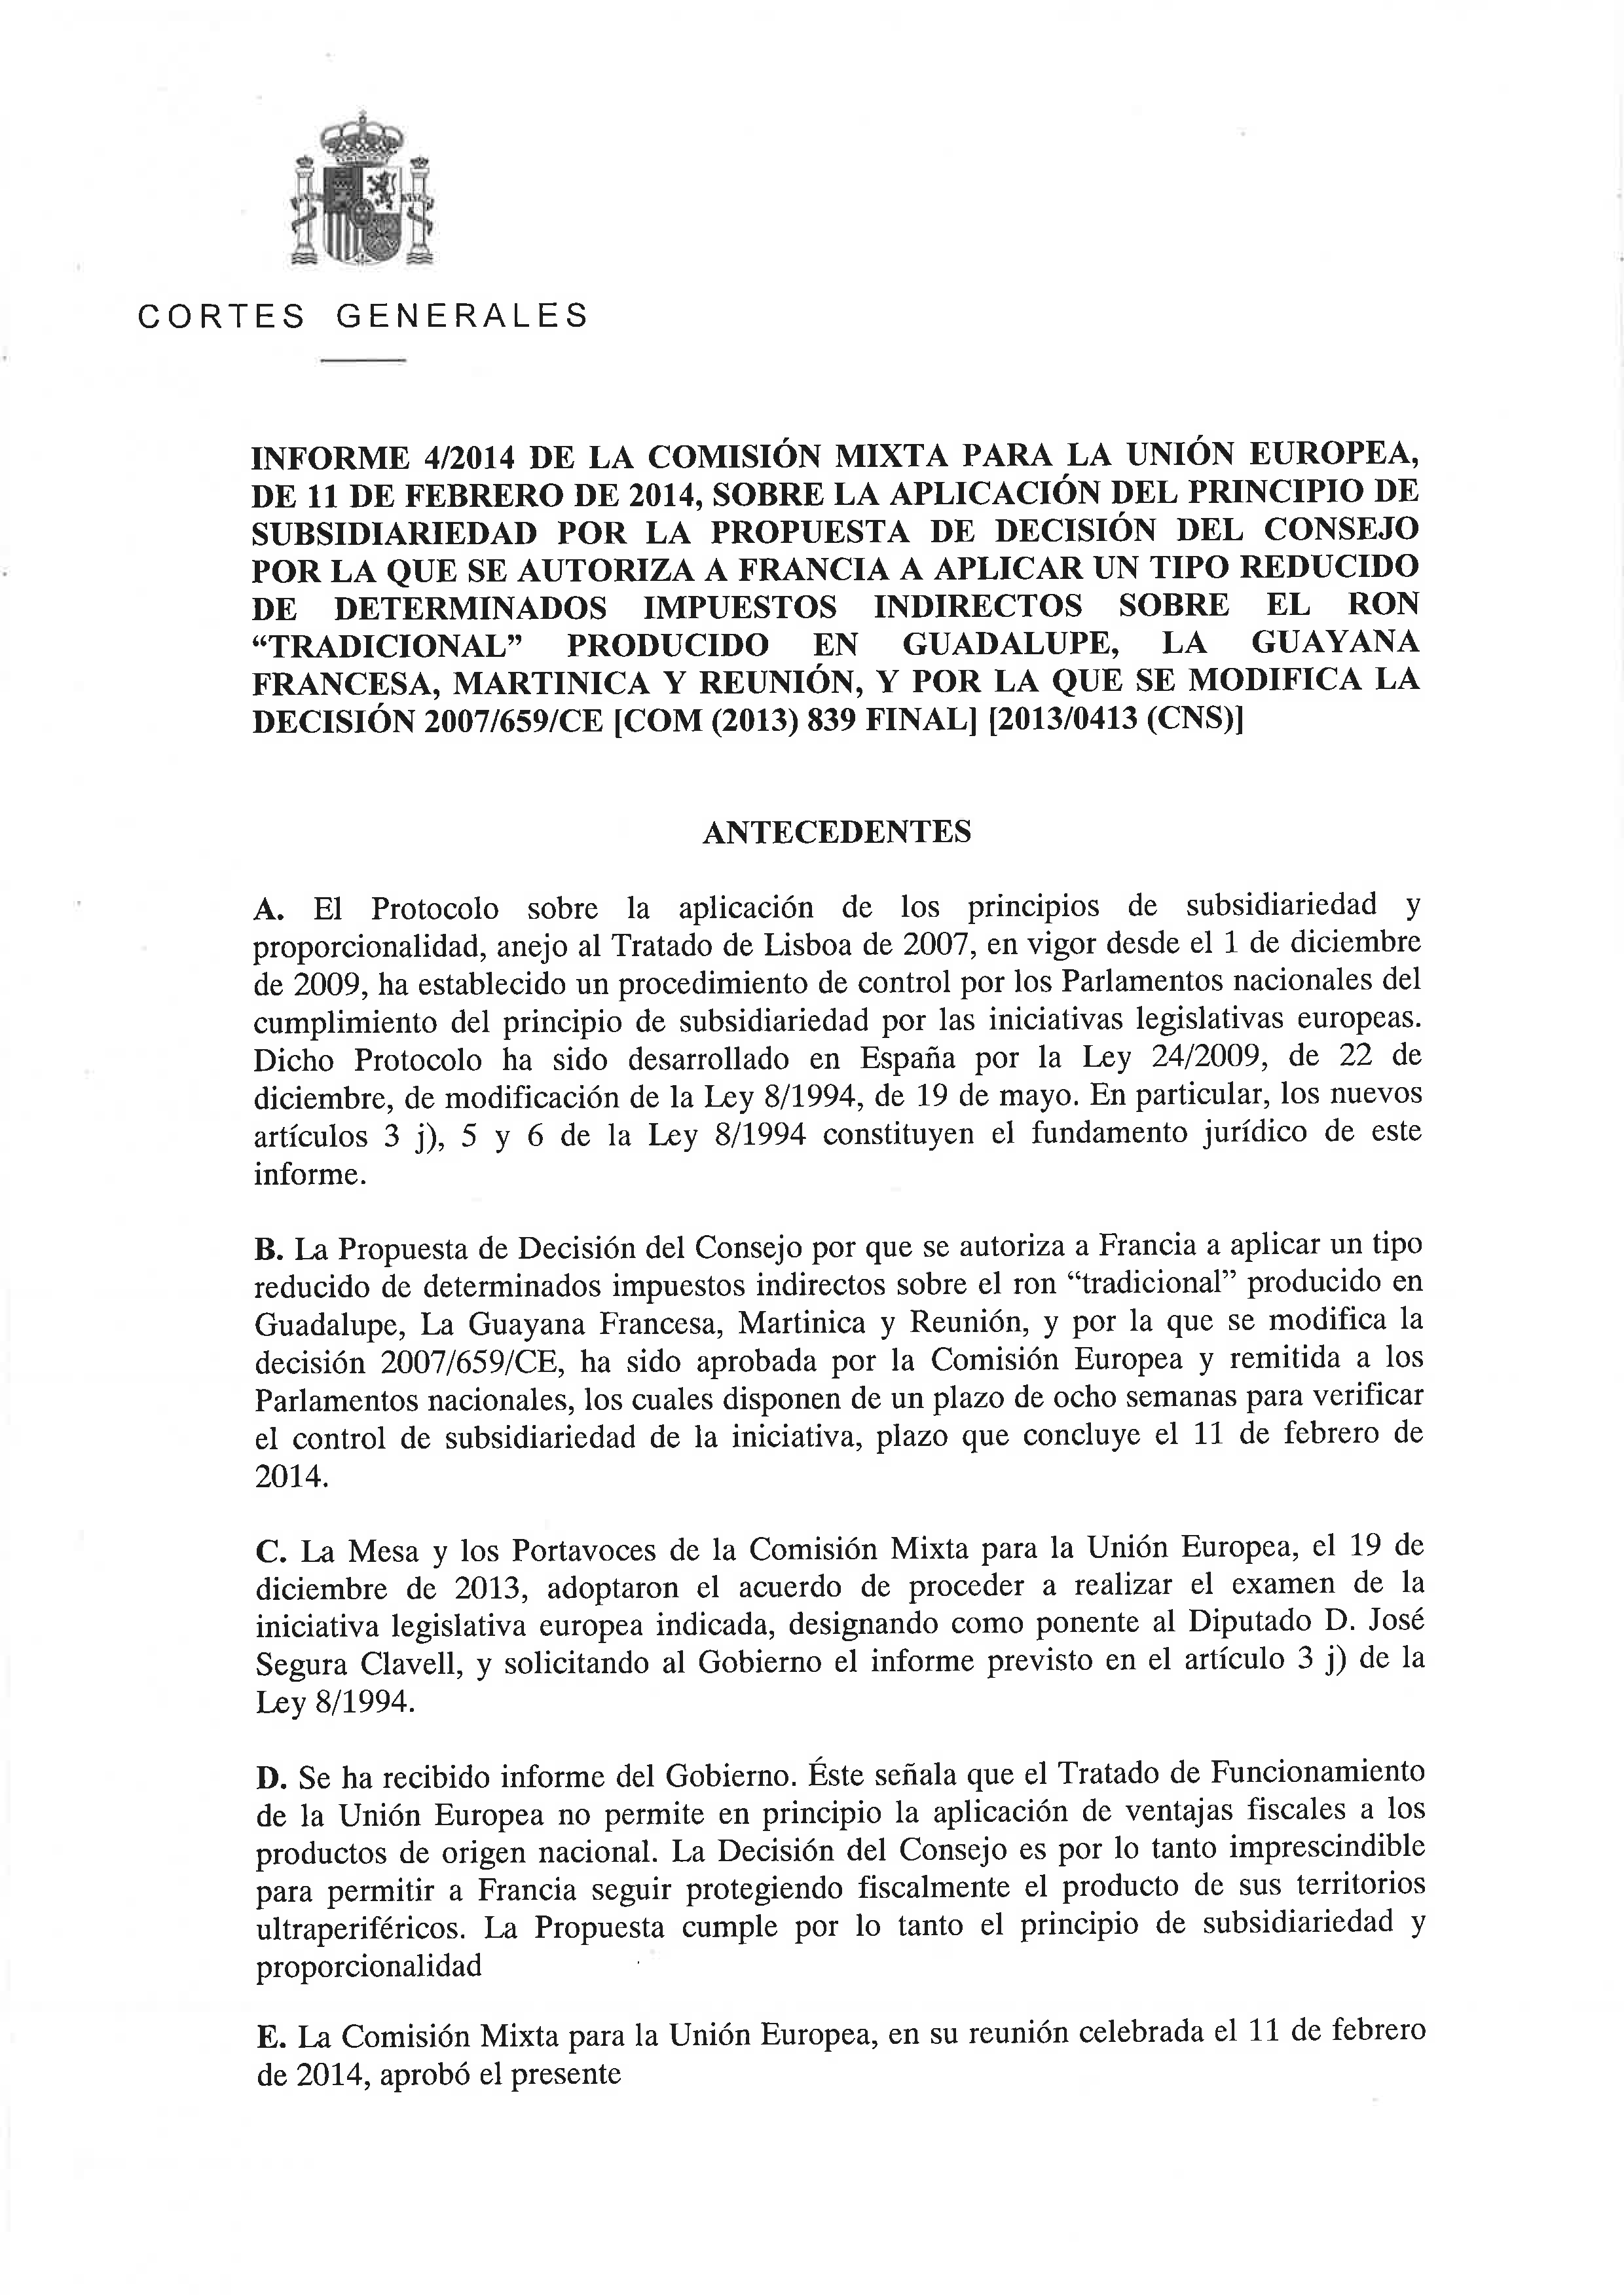 CORTES GENERALES
INFORME 4/2014 DE LA COMISIÓN MIXTA PARA LA UNIÓN EUROPEA,
DE 11 DE FEBRERO DE 2014, SOBRE LA APLICACIÓN DEL PRINCIPIO DE
SUBSIDIARIEDAD POR LA PROPUESTA DE DECISIÓN DEL CONSEJO
POR LA QUE SE AUTORIZA A FRANCIA A APLICAR UN TIPO REDUCIDO
DE DETERMINADOS IMPUESTOS INDIRECTOS SOBRE EL RON
“TRADICIONAL” PRODUCIDO EN GUADALUPE, LA GUAYANA
FRANCESA, MARTINICA Y REUNIÓN, Y POR LA QUE SE MODIFICA LA
DECISIÓN 2007/659/CE [COM (2013) 839 FINAL] [2013/0413 (CNS)]
ANTECEDENTES
A. El Protocolo sobre la aplicación de los principios de subsidiariedad y
proporcionalidad, anejo al Tratado de Lisboa de 2007, en vigor desde el 1 de diciembre
de 2009, ha establecido un procedimiento de control por los Parlamentos nacionales del
cumplimiento del principio de subsidiariedad por las iniciativas legislativas europeas.
Dicho Protocolo ha sido desarrollado en España por la Ley 24/2009, de 22 de
diciembre, de modificación de la Ley 8/1994, de 19 de mayo. En particular, los nuevos
artículos 3 j), 5 y 6 de la Ley 8/1994 constituyen el fundamento jurídico de este
informe.
B. La Propuesta de Decisión del Consejo por que se autoriza a Francia a aplicar un tipo
reducido de determinados impuestos indirectos sobre el ron “tradicional” producido en
Guadalupe, La Guayana Francesa, Martinica y Reunión, y por la que se modifica la
decisión 2007/659/CE, ha sido aprobada por la Comisión Europea y remitida a los
Parlamentos nacionales, los cuales disponen de un plazo de ocho semanas para verificar
el control de subsidiariedad de la iniciativa, plazo que concluye el 11 de febrero de
2014.
C. La Mesa y los Portavoces de la Comisión Mixta para la Unión Europea, el 19 de
diciembre de 2013, adoptaron el acuerdo de proceder a realizar el examen de la
iniciativa legislativa europea indicada, designando como ponente al Diputado D. José
Segura Clavell, y solicitando al Gobierno el informe previsto en el artículo 3 j) de la
Ley 8/1994.
D. Se ha recibido informe del Gobierno. Éste señala que el Tratado de Funcionamiento
de la Unión Europea no permite en principio la aplicación de ventajas fiscales a los
productos de origen nacional. La Decisión del Consejo es por lo tanto imprescindible
para permitir a Francia seguir protegiendo fiscalmente el producto de sus territorios
ultraperiféricos. La Propuesta cumple por lo tanto el principio de subsidiariedad y
proporcionalidad
E. La Comisión Mixta para la Unión Europea, en su reunión celebrada el 11 de febrero
de 2014, aprobó el presente